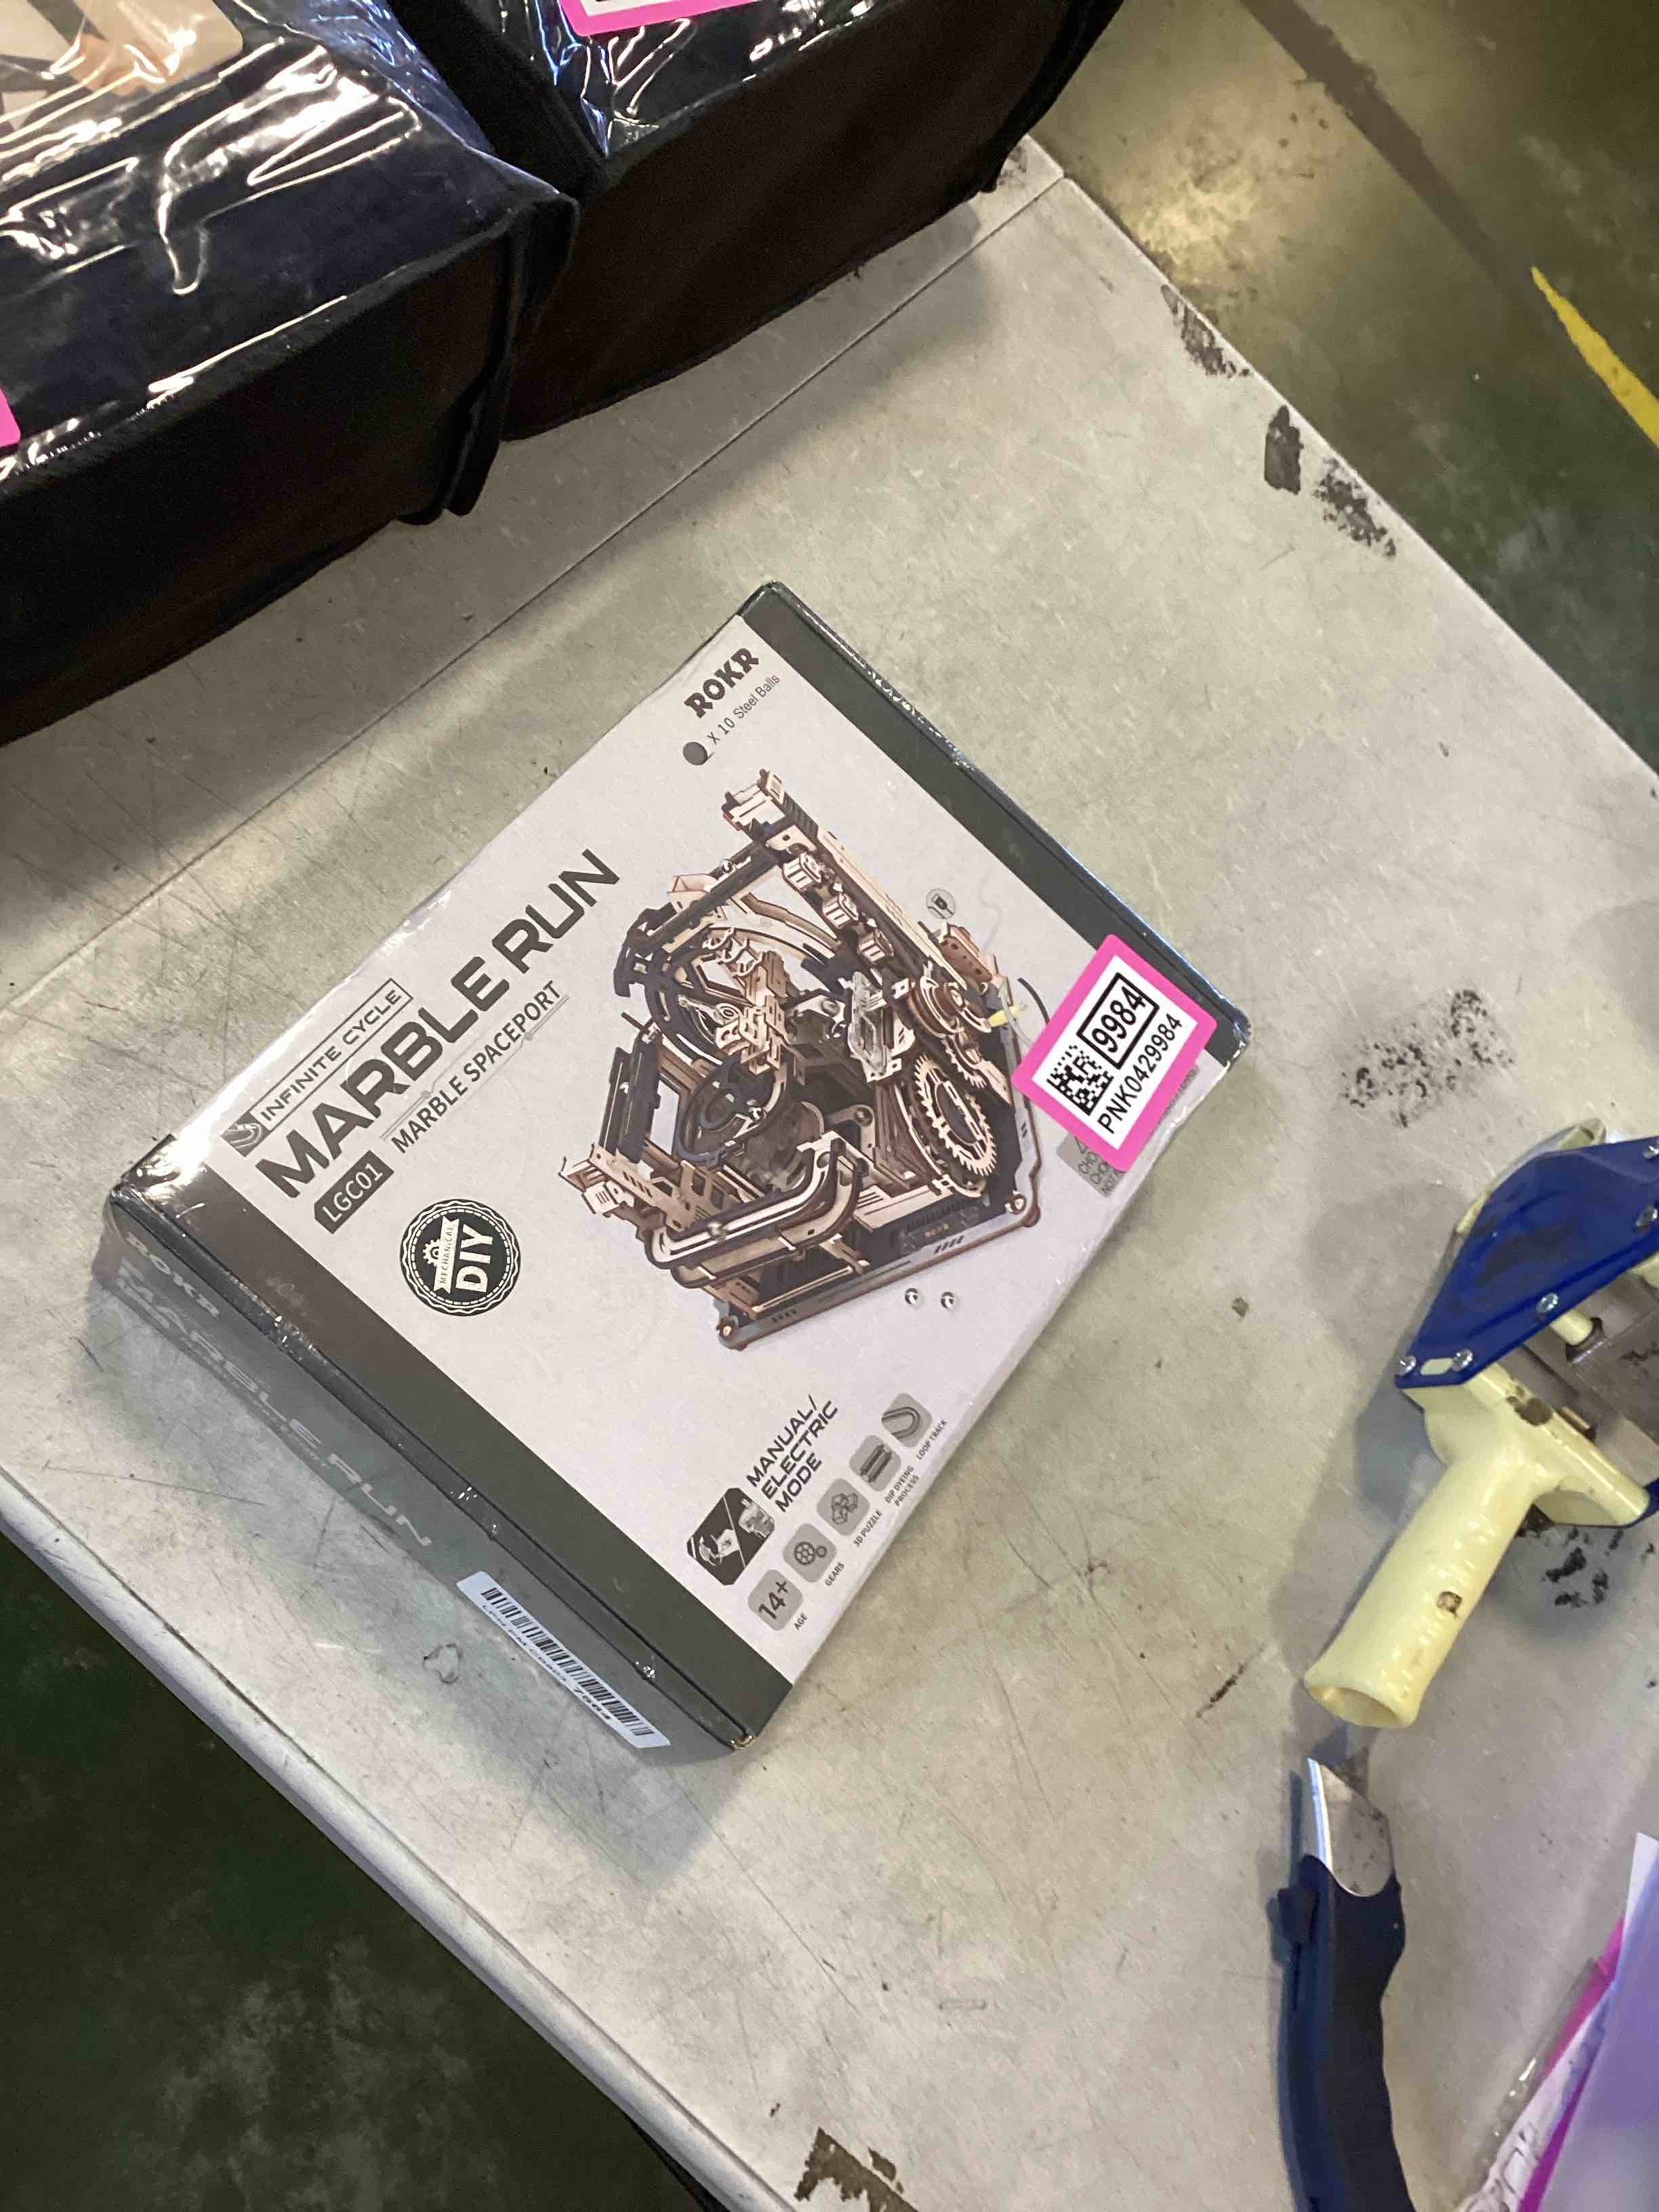 ROKR
X 10 Steel Balls
INFINITE CYCLE
MARBLE RUN
LGC01
MARBLE SPACEPORT
MECHANICAL
DIY
9984
PNK0429984
MANUAL/
ELECTRIC
MODE
14+
AGE
GEARS
3D PUZZLE
DIP DYEING
PROCESS
LOOP TRACK
ROKR
MARBLE RUN